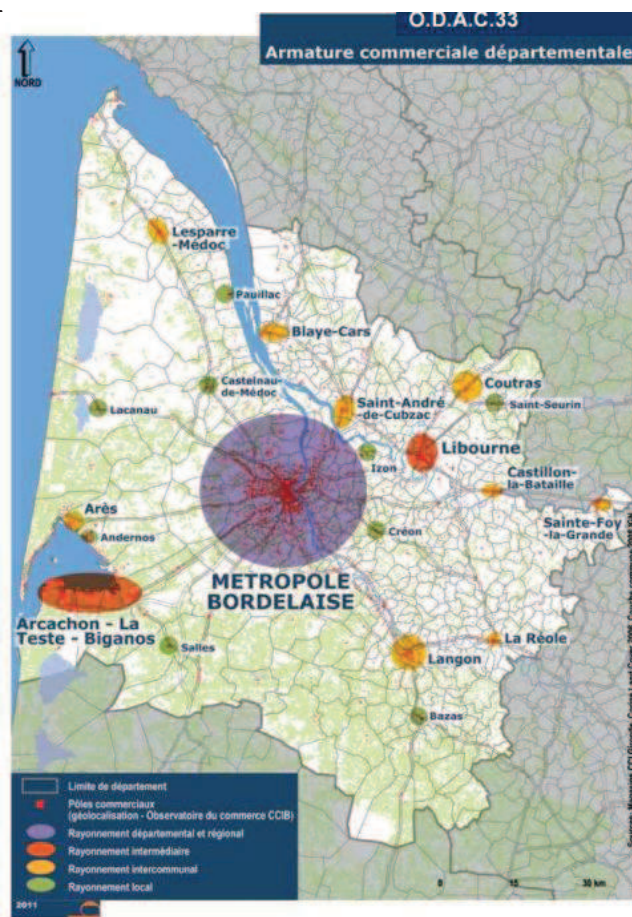 O.D.A.C.33
Armature commerciale départementale
NORD
Lesparre
-Médoc
Pauillac
Blaye-Cars
Castelnau-
de-Médoc
Lacanau
Saint-André
-de-Cubzac
Coutras
Saint-Seurin
Libourne
Izon
Castillon-
la-Bataille
Sainte-Foy
-la-Grande
Arès
Andernos
Créon
METROPOLE
BORDELAISE
Arcachon - La
Teste - Biganos
Salles
Langon
La Réole
Bazas
Limite de département
Pôles commerciaux
(géolocalisation - Observatoire du commerce CCIB)
Rayonnement départemental et régional
Rayonnement intermédiaire
Rayonnement intercommunal
Rayonnement local
0 15 30 km
2011